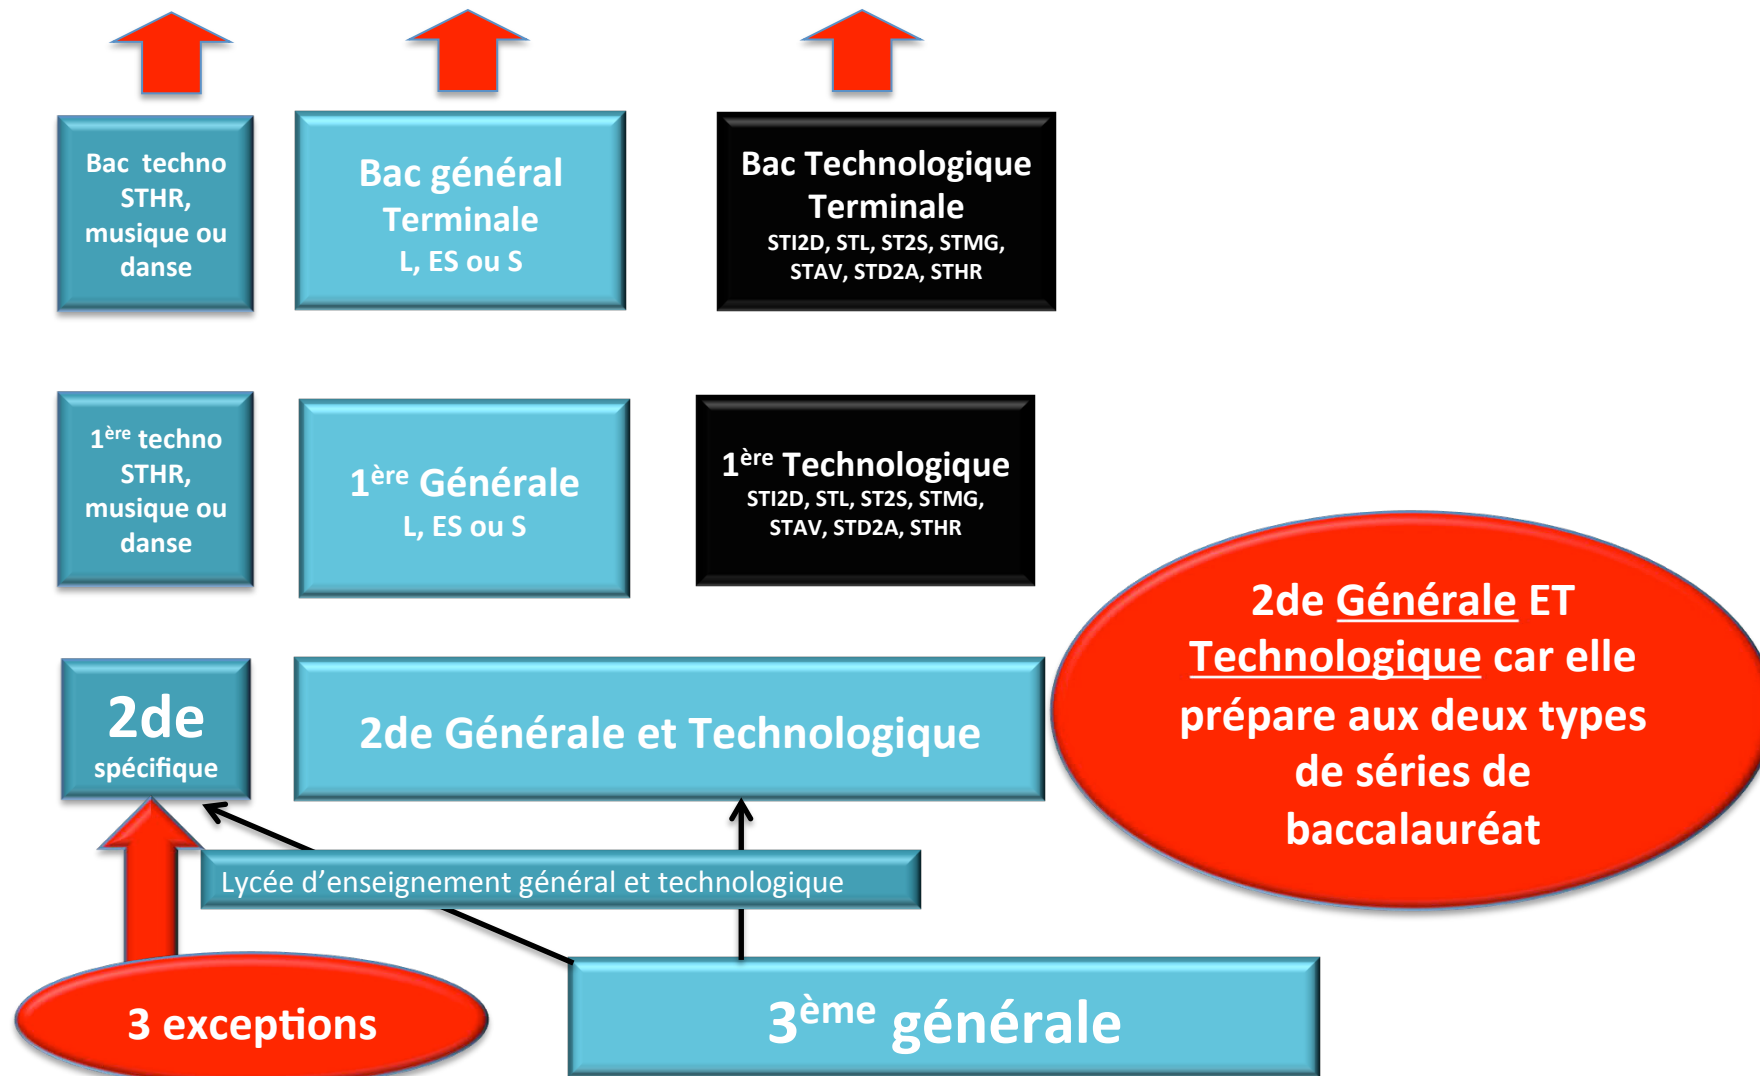 Bac techno
STHR,
musique ou
danse
Bac général
Terminale
L, ES ou S
Bac Technologique
Terminale
STI2D, STL, ST2S, STMG,
STAV, STD2A, STHR
1ère techno
STHR,
musique ou
danse
1ère Générale
L, ES ou S
1ère Technologique
STI2D, STL, ST2S, STMG,
STAV, STD2A, STHR
2de Générale ET
Technologique car elle
prépare aux deux types
de séries de
baccalauréat
2de
spécifique
2de Générale et Technologique
Lycée d’enseignement général et technologique
3 exceptions
3ème générale